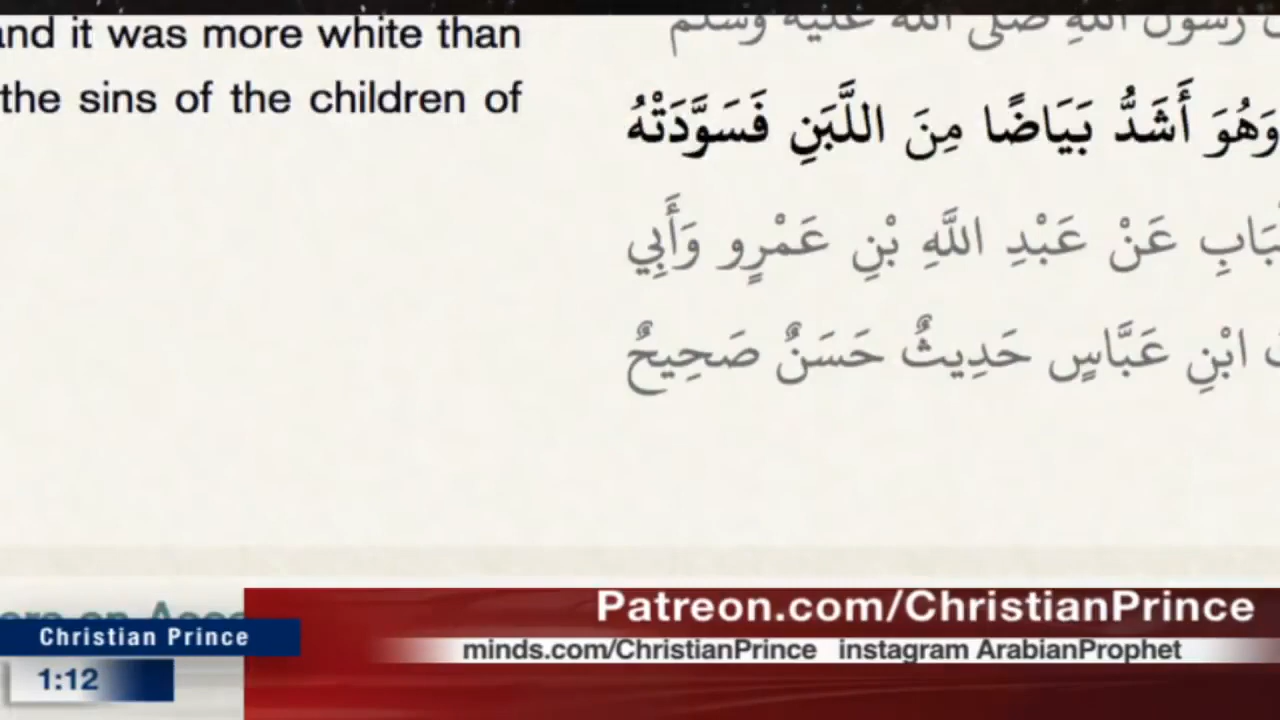 and it was more white than
the sins of the children of
رسول الله صلى الله عليه وسلم
وَهُوَ أَشَدُّ بَيَاضًا مِنَ اللَّبَنِ فَسَوَّدَتْهُ
عَنْ عَبْدِ اللَّهِ بْنِ عَمْرٍو وَأَبِي
ابْنِ عَبَّاسٍ حَدِيثٌ حَسَنٌ صَحِيحٌ
Patreon.com/ChristianPrince
Christian Prince
minds.com/ChristianPrince instagram ArabianProphet
1:12